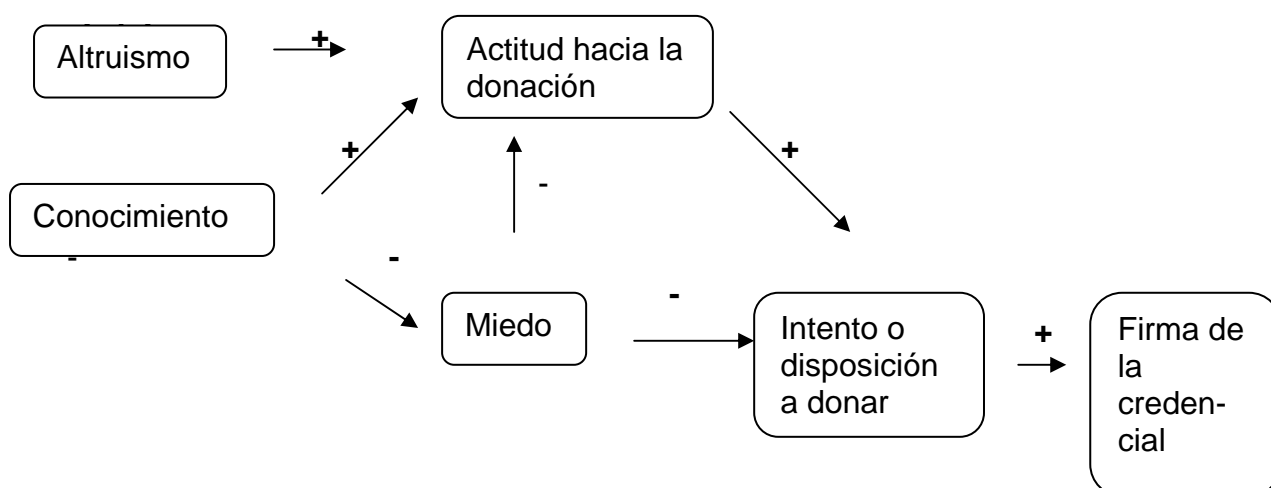 Altruismo
+
Actitud hacia la
donación
+
+
Conocimiento
-
-
-
Miedo
-
Intento o
disposición
a donar
+
Firma de
la
creden-
cial